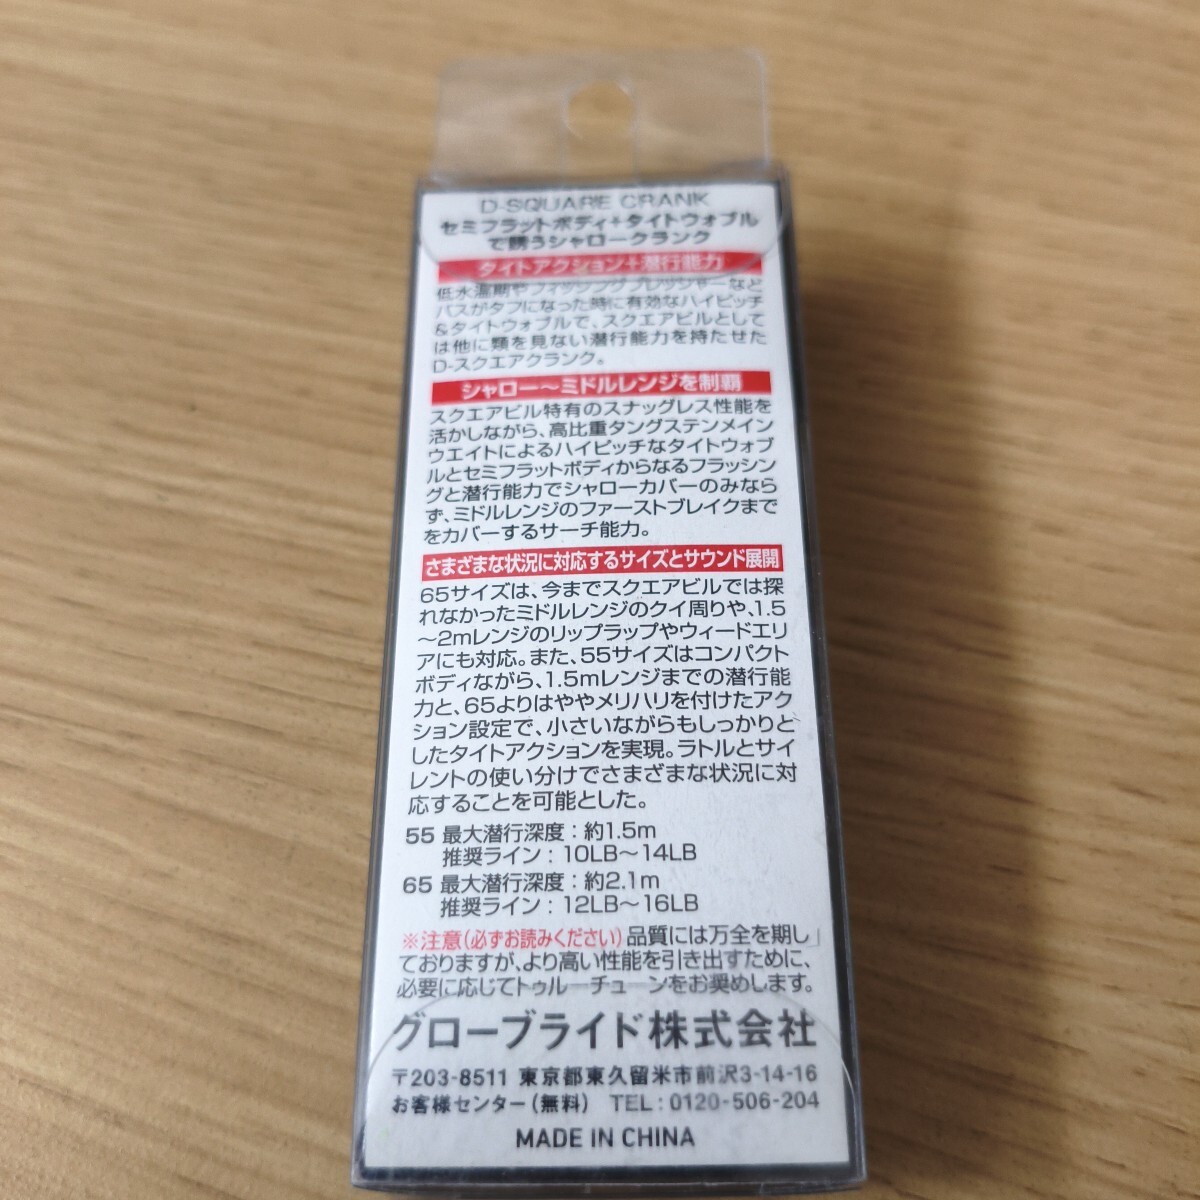 D-SQUARE CRANK
セミフラットボディ+タイトウォブル
で誘うシャロークランク
タイトアクション+潜行能力
低水温期やフィッシングプレッシャーなど
バスがタフになった時に有効なハイピッチ
&タイトウォブルで、スクエアビルとして
は他に類を見ない潜行能力を持たせた
D-スクエアクランク。
シャロー〜ミドルレンジを制覇
スクエアビル特有のスナッグレス性能を
活かしながら、高比重タングステンメイン
ウエイトによるハイピッチなタイトウォブ
ルとセミフラットボディからなるフラッシン
グと潜行能力でシャローカバーのみなら
ず、ミドルレンジのファーストブレイクまで
をカバーするサーチ能力。
さまざまな状況に対応するサイズとサウンド展開
65サイズは、今までスクエアビルでは探
れなかったミドルレンジのクイ周りや、1.5
〜2mレンジのリップラップやウィードエリ
アにも対応。また、55サイズはコンパクト
ボディながら、1.5mレンジまでの潜行能
力と、65よりはややメリハリを付けたアク
ション設定で、小さいながらもしっかりと
したタイトアクションを実現。ラトルとサイ
レントの使い分けでさまざまな状況に対
応することを可能とした。
55 最大潜行深度：約1.5m
推奨ライン：10LB〜14LB
65 最大潜行深度：約2.1m
推奨ライン：12LB〜16LB
※注意(必ずお読みください) 品質には万全を期し
ておりますが、より高い性能を引き出すために、
必要に応じてトゥルーチューンをお奨めします。
グローブライド株式会社
〒203-8511 東京都東久留米市前沢3-14-16
お客様センター(無料) TEL：0120-506-204
MADE IN CHINA